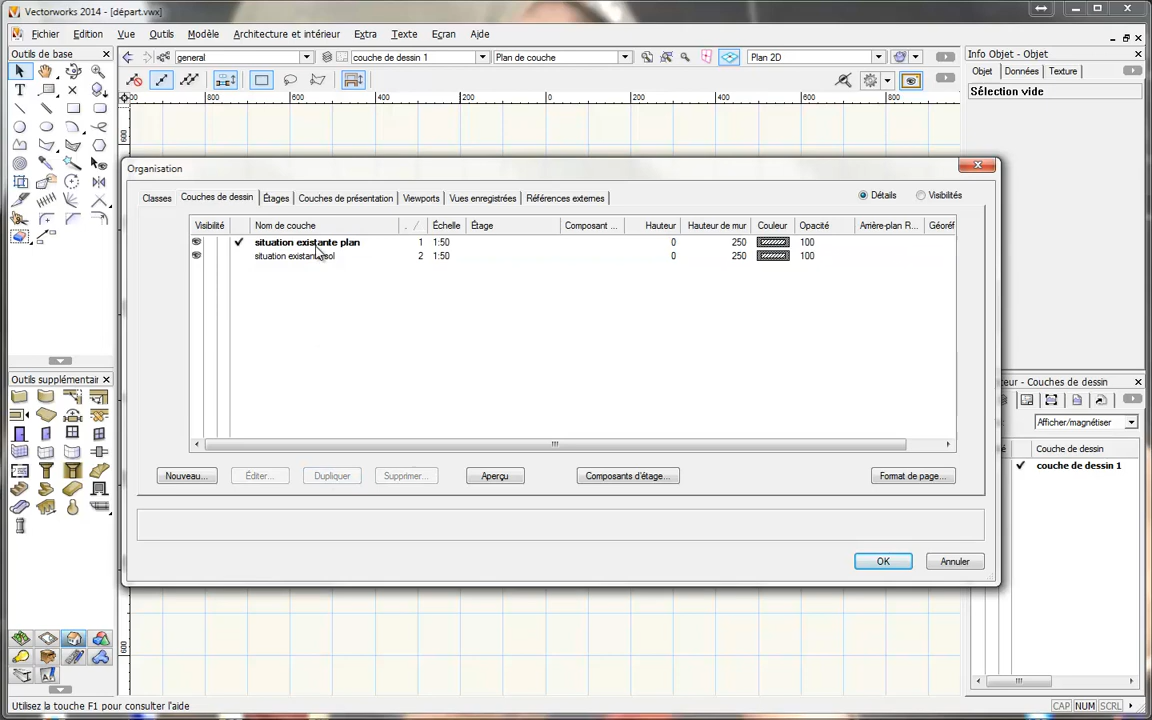 Vectorworks 2014 - [départ.vwx]
Fichier Edition Vue Outils Modèle Architecture et intérieur Extra Texte Ecran Aide
Outils de base
general couche de dessin 1 Plan de couche Plan 2D
Info Objet - Objet
Objet Données Texture
Sélection vide
800 600 400 200 0 200 400 600 800
600
Organisation
Classes Couches de dessin Étages Couches de présentation Viewports Vues enregistrées Références externes Détails Visibilités
Visibilité Nom de couche . / Échelle Étage Composant ... Hauteur Hauteur de mur Couleur Opacité Arrière-plan R... Géoréf
situation existante plan 1 1:50 0 250 100
situation existante sol 2 1:50 0 250 100
Nouveau... Éditer... Dupliquer Supprimer... Aperçu Composants d'étage... Format de page...
OK Annuler
Outils supplémentair
eur - Couches de dessin
Afficher/magnétiser
Couche de dessin
couche de dessin 1
600
Utilisez la touche F1 pour consulter l'aide
CAP NUM SCRL